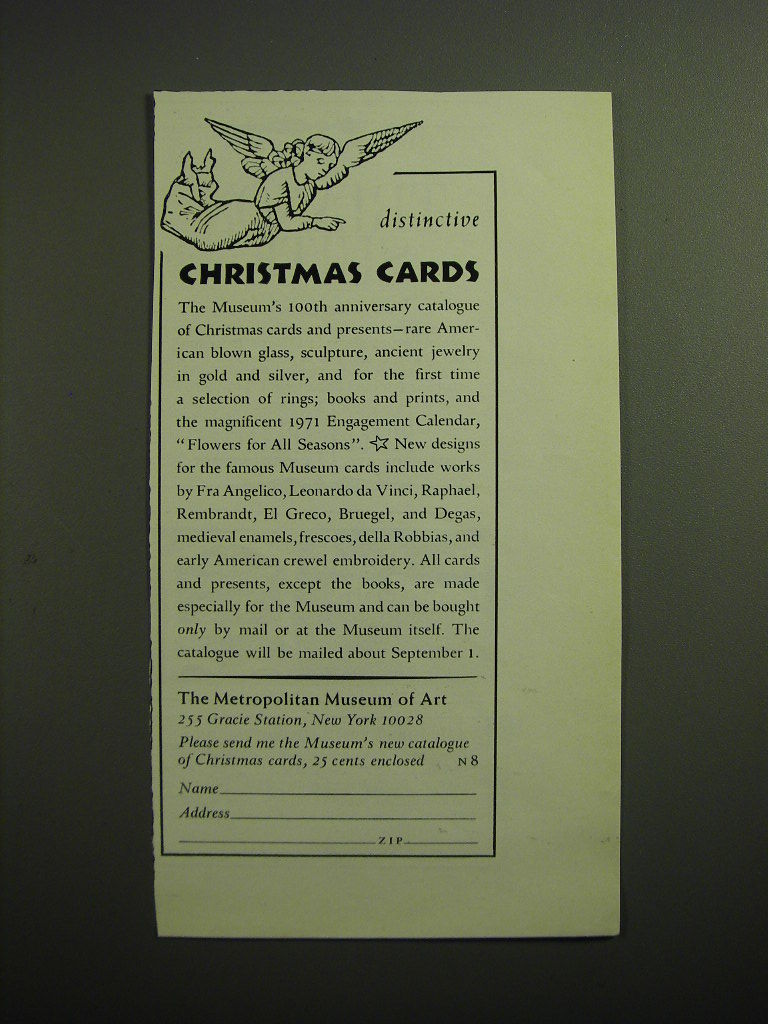 distinctive
CHRISTMAS CARDS
The Museum's 100th anniversary catalogue
of Christmas cards and presents—rare Amer-
ican blown glass, sculpture, ancient jewelry
in gold and silver, and for the first time
a selection of rings; books and prints, and
the magnificent 1971 Engagement Calendar,
"Flowers for All Seasons". ☆ New designs
for the famous Museum cards include works
by Fra Angelico, Leonardo da Vinci, Raphael,
Rembrandt, El Greco, Bruegel, and Degas,
medieval enamels, frescoes, della Robbias, and
early American crewel embroidery. All cards
and presents, except the books, are made
especially for the Museum and can be bought
only by mail or at the Museum itself. The
catalogue will be mailed about September 1.
The Metropolitan Museum of Art
255 Gracie Station, New York 10028
Please send me the Museum's new catalogue
of Christmas cards, 25 cents enclosed N 8
Name
Address
ZIP